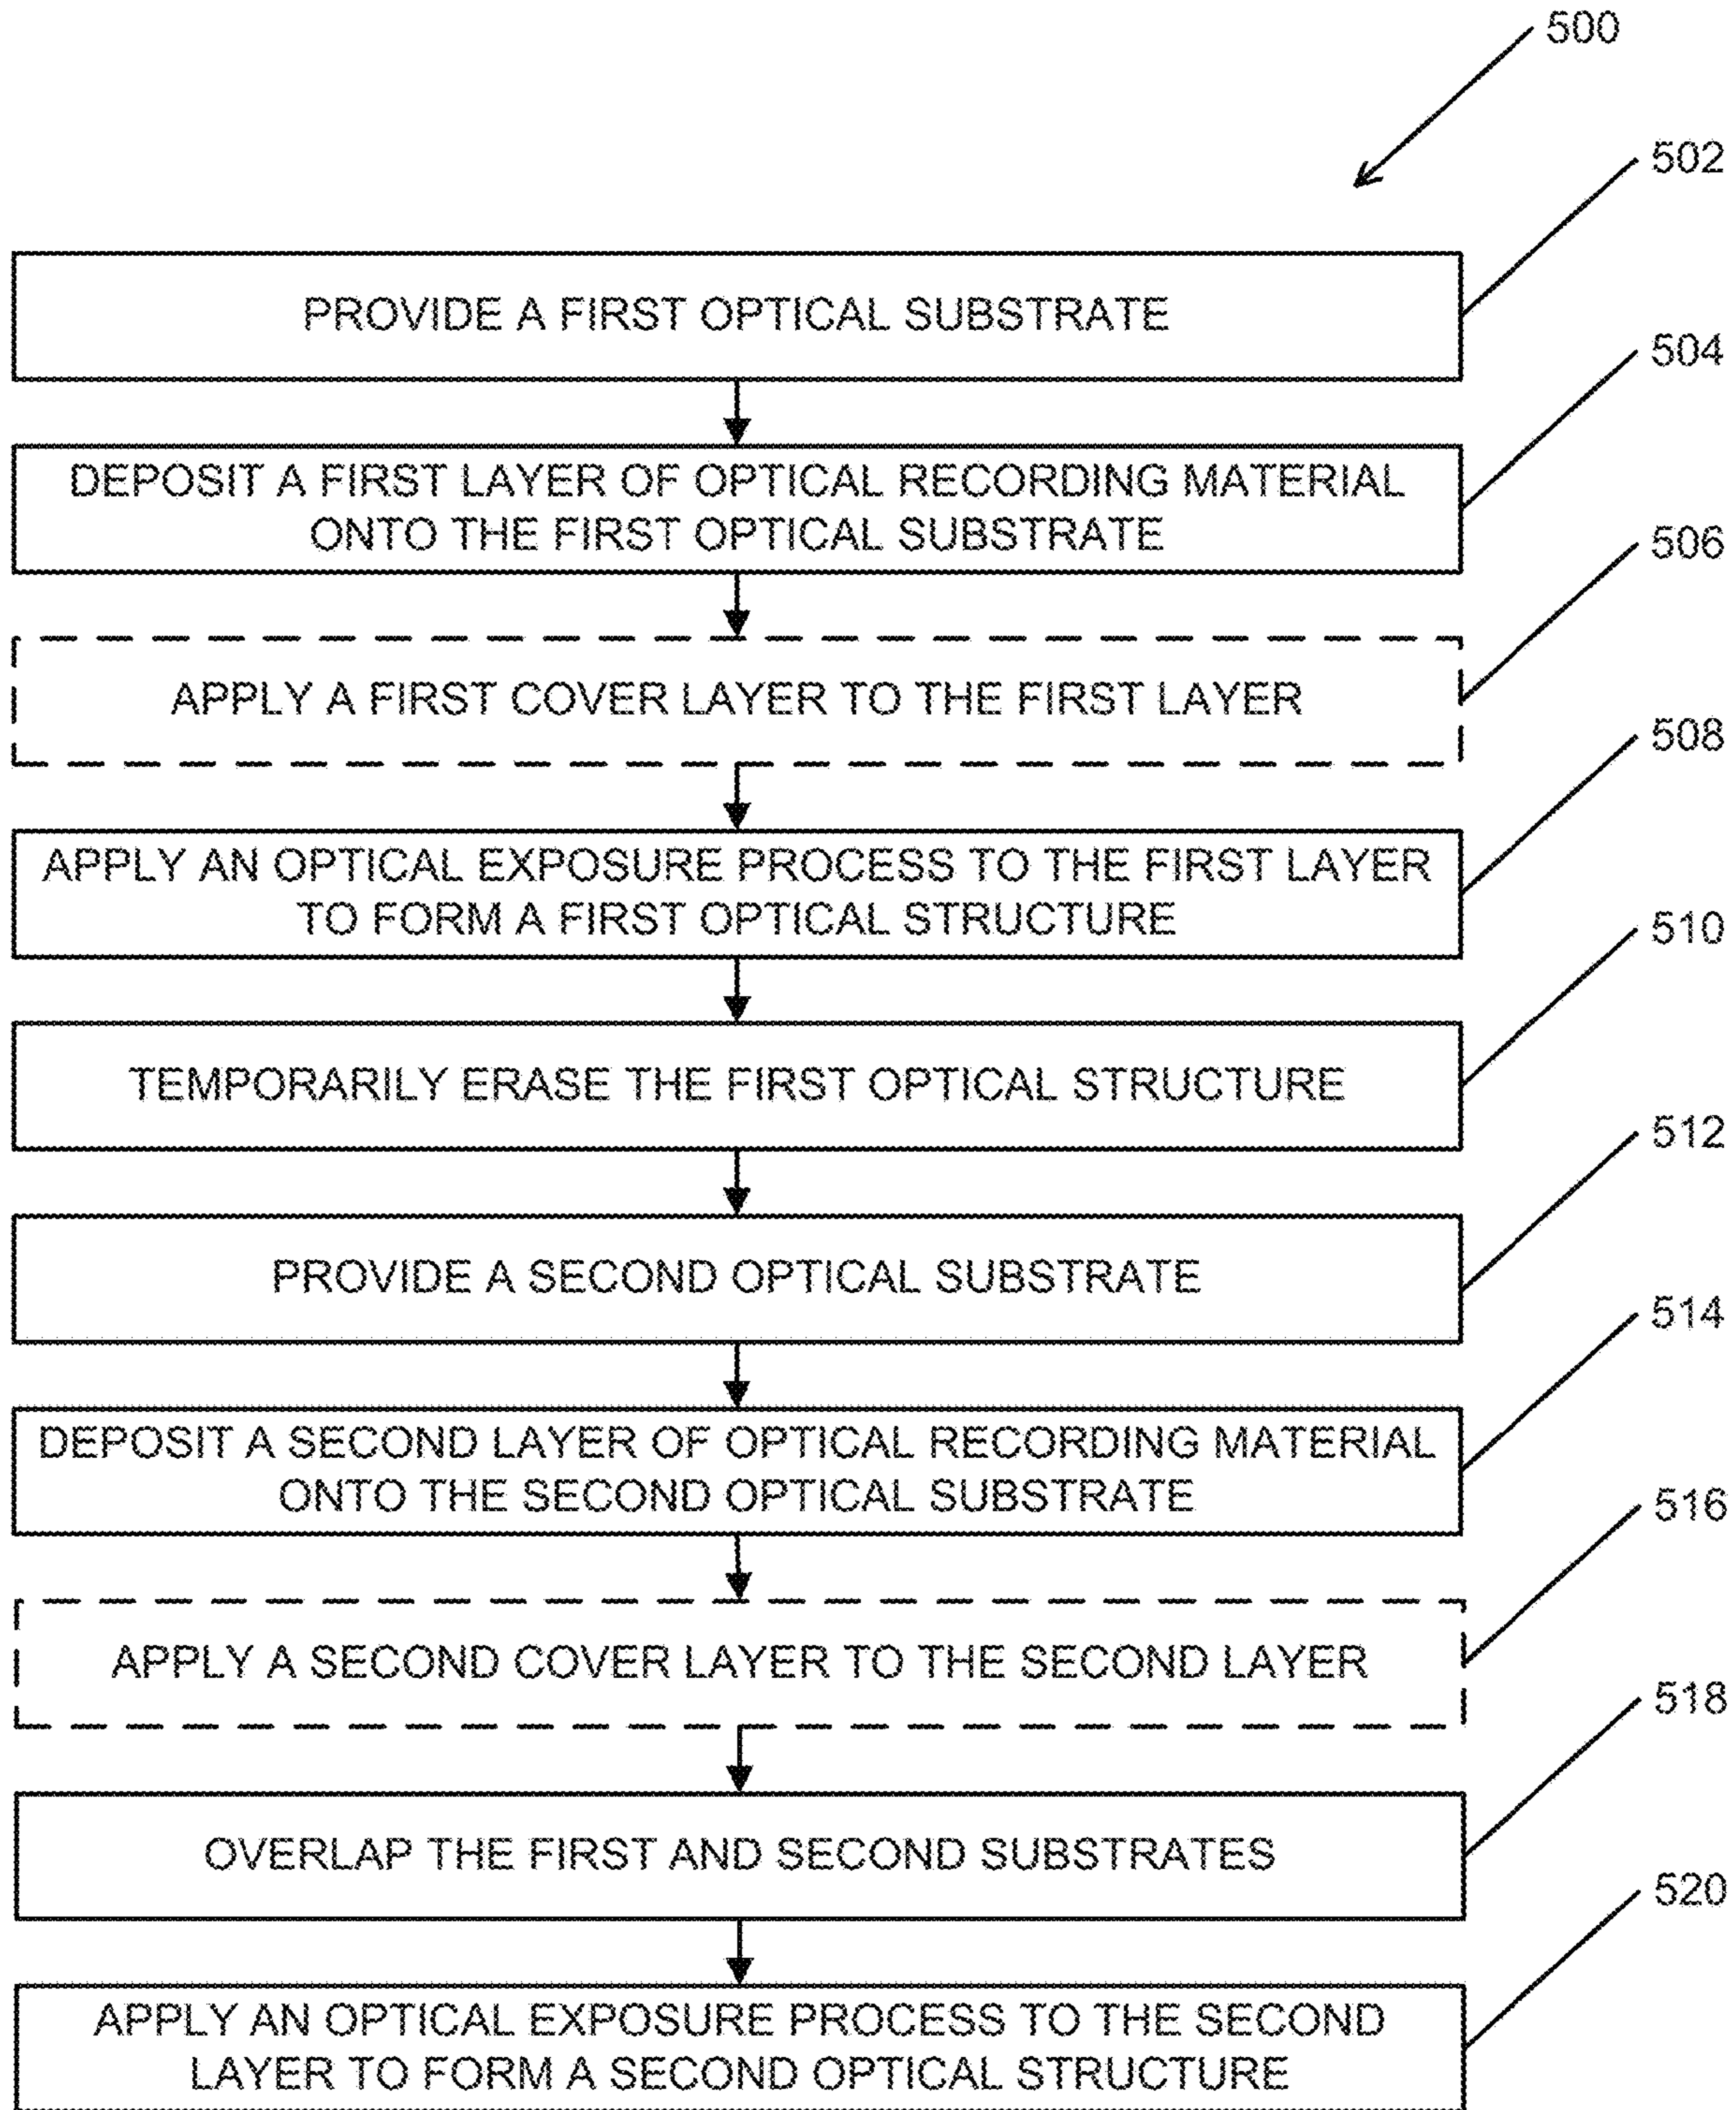 500
502
PROVIDE A FIRST OPTICAL SUBSTRATE
504
DEPOSIT A FIRST LAYER OF OPTICAL RECORDING MATERIAL
ONTO THE FIRST OPTICAL SUBSTRATE
506
APPLY A FIRST COVER LAYER TO THE FIRST LAYER
508
APPLY AN OPTICAL EXPOSURE PROCESS TO THE FIRST LAYER
TO FORM A FIRST OPTICAL STRUCTURE
510
TEMPORARILY ERASE THE FIRST OPTICAL STRUCTURE
512
PROVIDE A SECOND OPTICAL SUBSTRATE
514
DEPOSIT A SECOND LAYER OF OPTICAL RECORDING MATERIAL
ONTO THE SECOND OPTICAL SUBSTRATE
516
APPLY A SECOND COVER LAYER TO THE SECOND LAYER
518
OVERLAP THE FIRST AND SECOND SUBSTRATES
520
APPLY AN OPTICAL EXPOSURE PROCESS TO THE SECOND
LAYER TO FORM A SECOND OPTICAL STRUCTURE